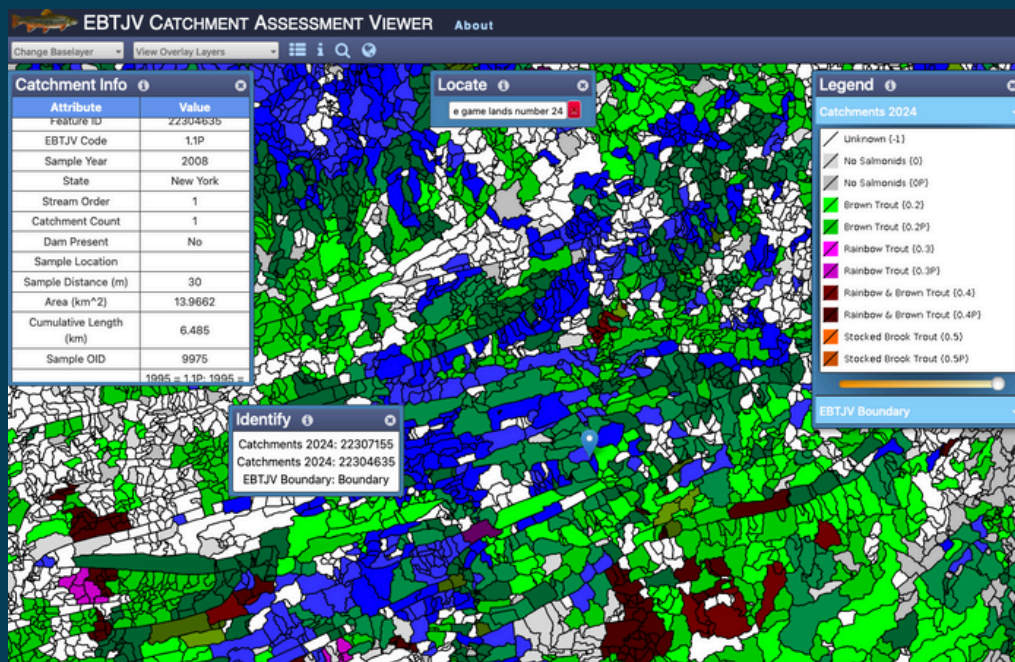 EBTJV CATCHMENT ASSESSMENT VIEWER About
Change Baselayer View Overlay Layers
Catchment Info
Attribute Value
Feature ID 22304635
EBTJV Code 1.1P
Sample Year 2008
State New York
Stream Order 1
Catchment Count 1
Dam Present No
Sample Location
Sample Distance (m) 30
Area (km^2) 13.9662
Cumulative Length
(km) 6.485
Sample OID 9975
1995 = 1.1P; 1995 =
Locate
e game lands number 24
Identify
Catchments 2024: 22307155
Catchments 2024: 22304635
EBTJV Boundary: Boundary
Legend
Catchments 2024
Unknown {-1}
No Salmonids {0}
No Salmonids {0P}
Brown Trout {0.2}
Brown Trout {0.2P}
Rainbow Trout {0.3}
Rainbow Trout {0.3P}
Rainbow & Brown Trout {0.4}
Rainbow & Brown Trout {0.4P}
Stocked Brook Trout {0.5}
Stocked Brook Trout {0.5P}
EBTJV Boundary